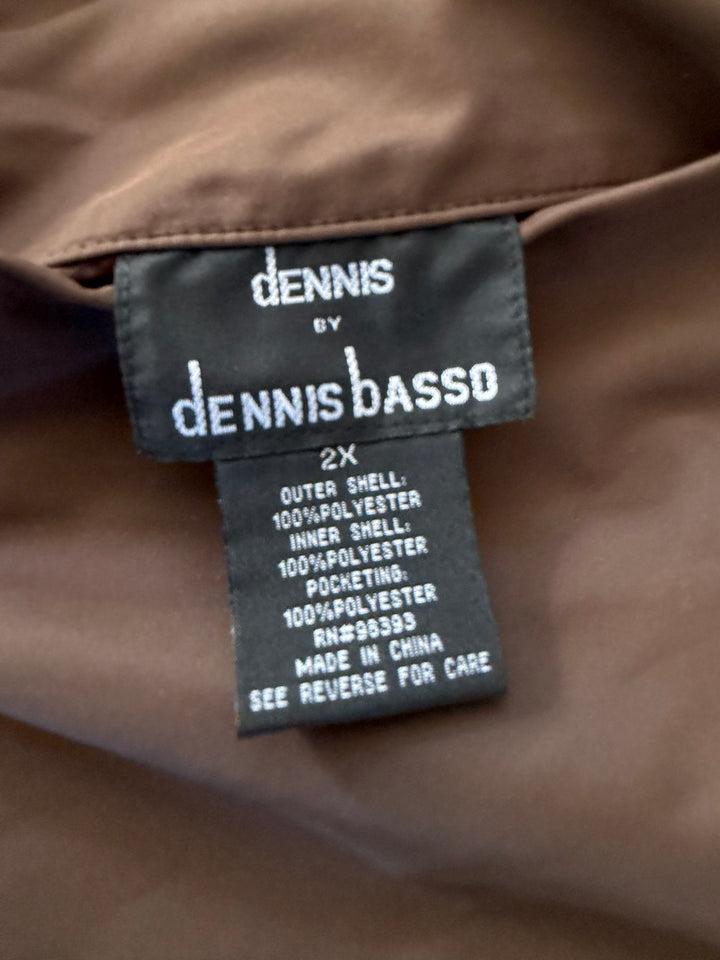 dENNIS
BY
dENNIS bASSO
2X
OUTER SHELL:
100%POLYESTER
INNER SHELL:
100%POLYESTER
POCKETING:
100%POLYESTER
RN#98393
MADE IN CHINA
SEE REVERSE FOR CARE